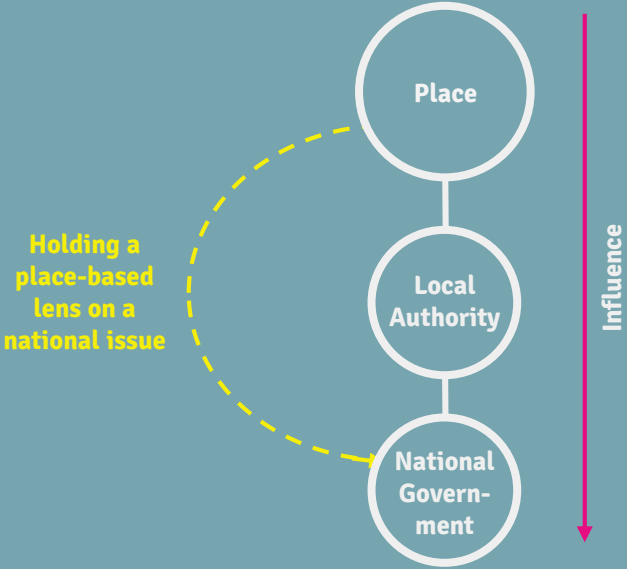 Place
Holding a
place-based
lens on a
national issue
Local
Authority
Influence
National
Govern-
ment